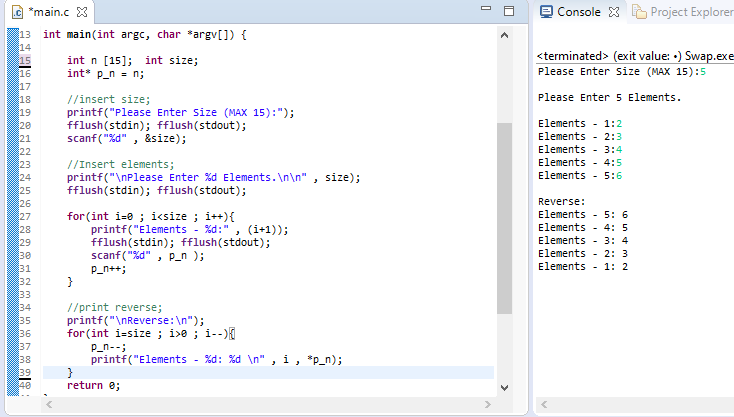 *main.c
13 int main(int argc, char *argv[]) {
14
15 int n [15];  int size;
16 int* p_n = n;
17
18 //insert size;
19 printf("Please Enter Size (MAX 15):");
20 fflush(stdin); fflush(stdout);
21 scanf("%d" , &size);
22
23 //Insert elements;
24 printf("\nPlease Enter %d Elements.\n\n" , size);
25 fflush(stdin); fflush(stdout);
26
27 for(int i=0 ; i<size ; i++){
28 printf("Elements - %d:" , (i+1));
29 fflush(stdin); fflush(stdout);
30 scanf("%d" , p_n );
31 p_n++;
32 }
33
34 //print reverse;
35 printf("\nReverse:\n");
36 for(int i=size ; i>0 ; i--){
37 p_n--;
38 printf("Elements - %d: %d \n" , i , *p_n);
39 }
40 return 0;
Console Project Explorer
<terminated> (exit value: •) Swap.exe
Please Enter Size (MAX 15):5
Please Enter 5 Elements.
Elements - 1:2
Elements - 2:3
Elements - 3:4
Elements - 4:5
Elements - 5:6
Reverse:
Elements - 5: 6
Elements - 4: 5
Elements - 3: 4
Elements - 2: 3
Elements - 1: 2